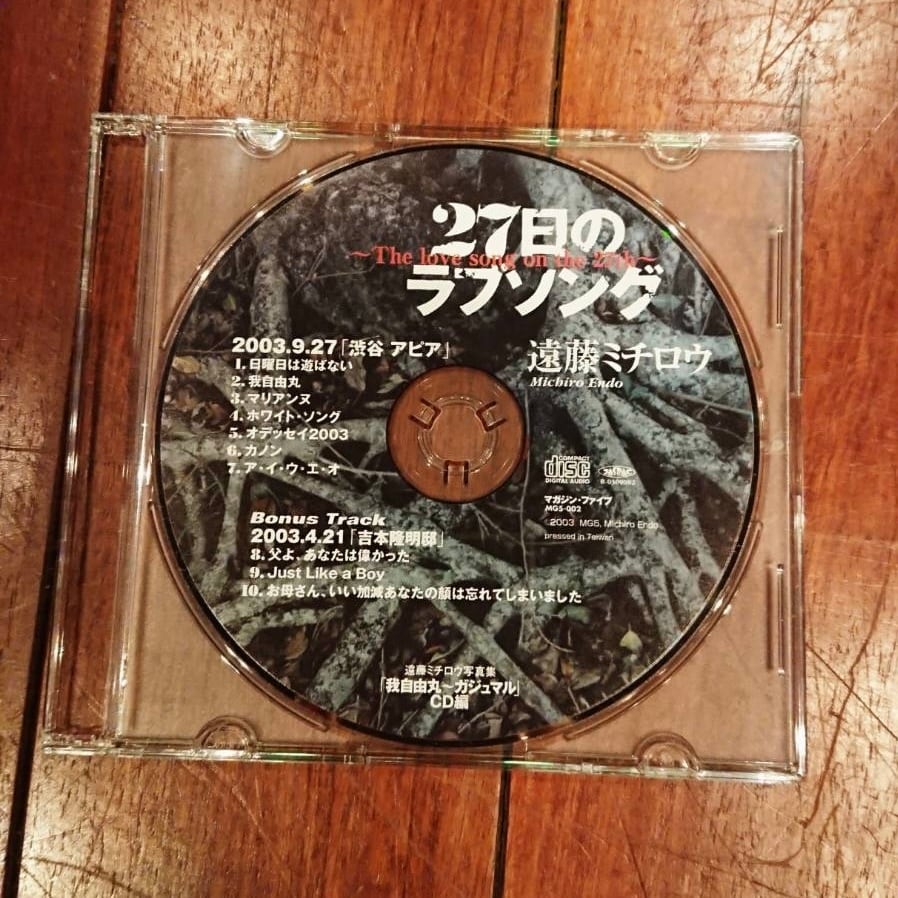 27日の
~The love song on the 27th~
ラブソング
遠藤ミチロウ
Michiro Endo
2003.9.27「渋谷 アピア」
1. 日曜日は遊ばない
2. 我自由丸
3. マリアンヌ
4. ホワイト・ソング
5. オデッセイ2003
6. カノン
7. ア・イ・ウ・エ・オ
COMPACT
disc
DIGITAL AUDIO
マガジン・ファイブ
MG5-002
©2003 MG5, Michiro Endo
pressed in Taiwan
Bonus Track
2003.4.21「吉本隆明邸」
8. 父よ、あなたは偉かった
9. Just Like a Boy
10. お母さん、いい加減あなたの顔は忘れてしまいました
遠藤ミチロウ写真集
「我自由丸~ガジュマル」
CD編